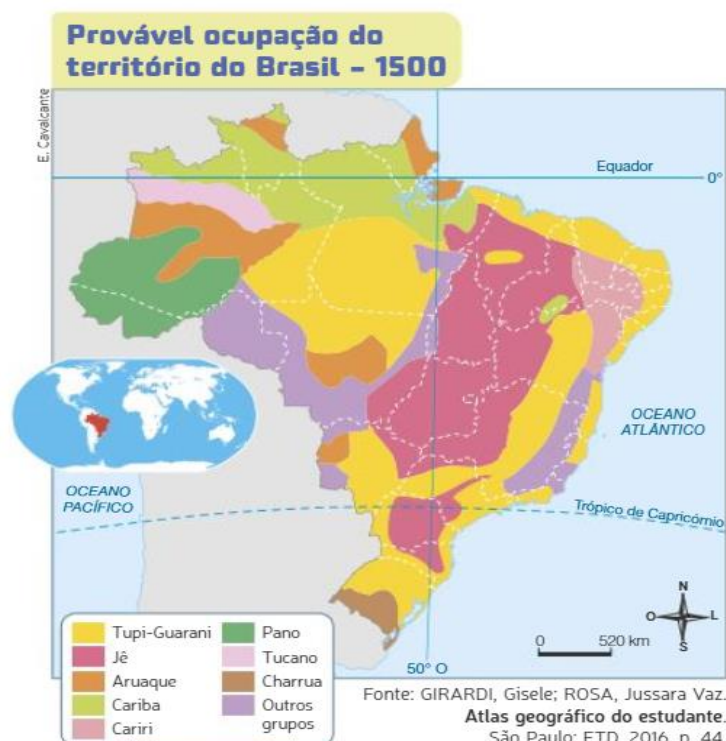 Provável ocupação do
território do Brasil – 1500
E. Cavalcante
Equador
0°
OCEANO
ATLÂNTICO
OCEANO
PACÍFICO
Trópico de Capricórnio
N
O
L
S
0 520 km
50° O
Tupi-Guarani
Jê
Aruaque
Cariba
Cariri
Pano
Tucano
Charrua
Outros
grupos
Fonte: GIRARDI, Gisele; ROSA, Jussara Vaz.
Atlas geográfico do estudante.
São Paulo: FTD, 2016. p. 44.